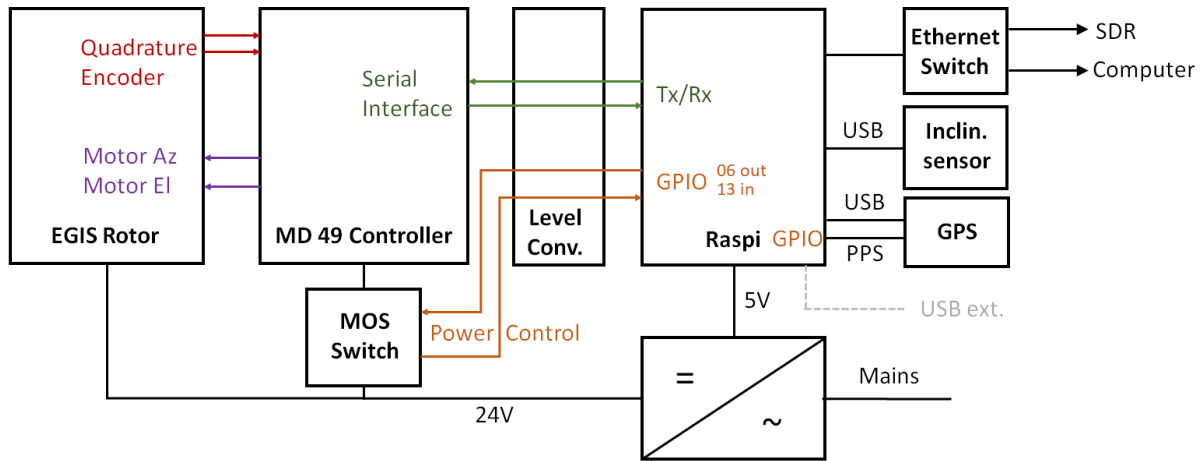 Quadrature
Encoder
Motor Az
Motor El
EGIS Rotor
Serial
Interface
MD 49 Controller
MOS
Switch
Power Control
Level
Conv.
Tx/Rx
GPIO 06 out
13 in
Raspi GPIO
Ethernet
Switch
SDR
Computer
USB
Inclin.
sensor
USB
GPS
PPS
5V
USB ext.
24V
=
~
Mains